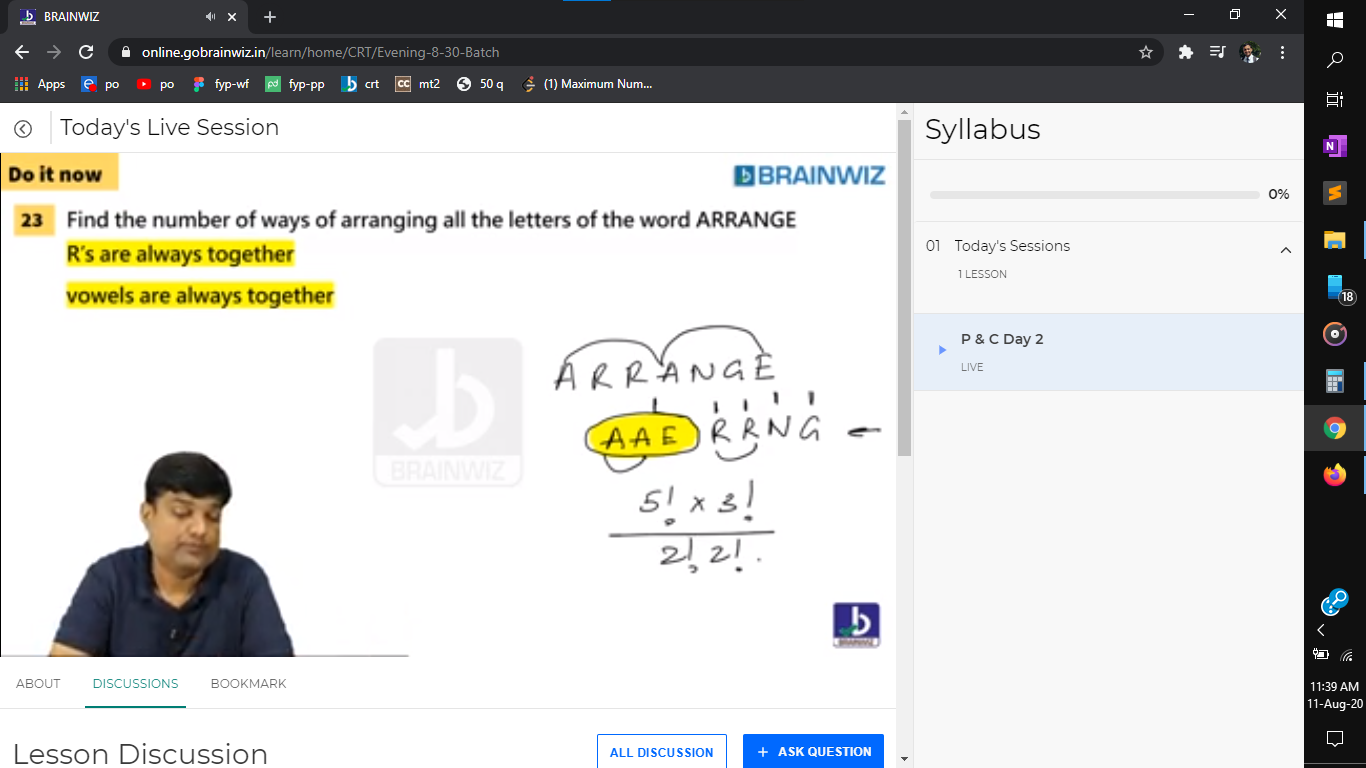 BRAINWIZ
online.gobrainwiz.in/learn/home/CRT/Evening-8-30-Batch
Apps po po fyp-wf fyp-pp crt CC mt2 50 q (1) Maximum Num...
Today's Live Session
Do it now
BRAINWIZ
23 Find the number of ways of arranging all the letters of the word ARRANGE
R's are always together
vowels are always together
BRAINWIZ
ARRANGE
AAE RRNG
5! x 3!
2! 2!
BRAINWIZ
ABOUT DISCUSSIONS BOOKMARK
Lesson Discussion
ALL DISCUSSION
+ ASK QUESTION
Syllabus
0%
01 Today's Sessions
1 LESSON
P & C Day 2
LIVE
18
11:39 AM
11-Aug-20